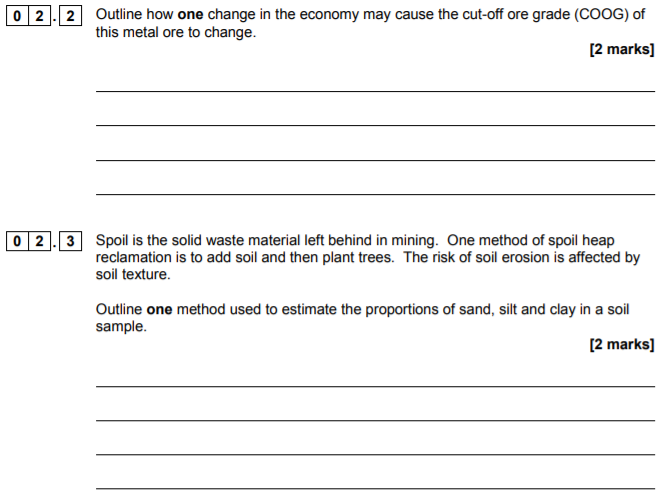 0 2 . 2 Outline how one change in the economy may cause the cut-off ore grade (COOG) of
this metal ore to change.
[2 marks]
0 2 . 3 Spoil is the solid waste material left behind in mining. One method of spoil heap
reclamation is to add soil and then plant trees. The risk of soil erosion is affected by
soil texture.
Outline one method used to estimate the proportions of sand, silt and clay in a soil
sample.
[2 marks]